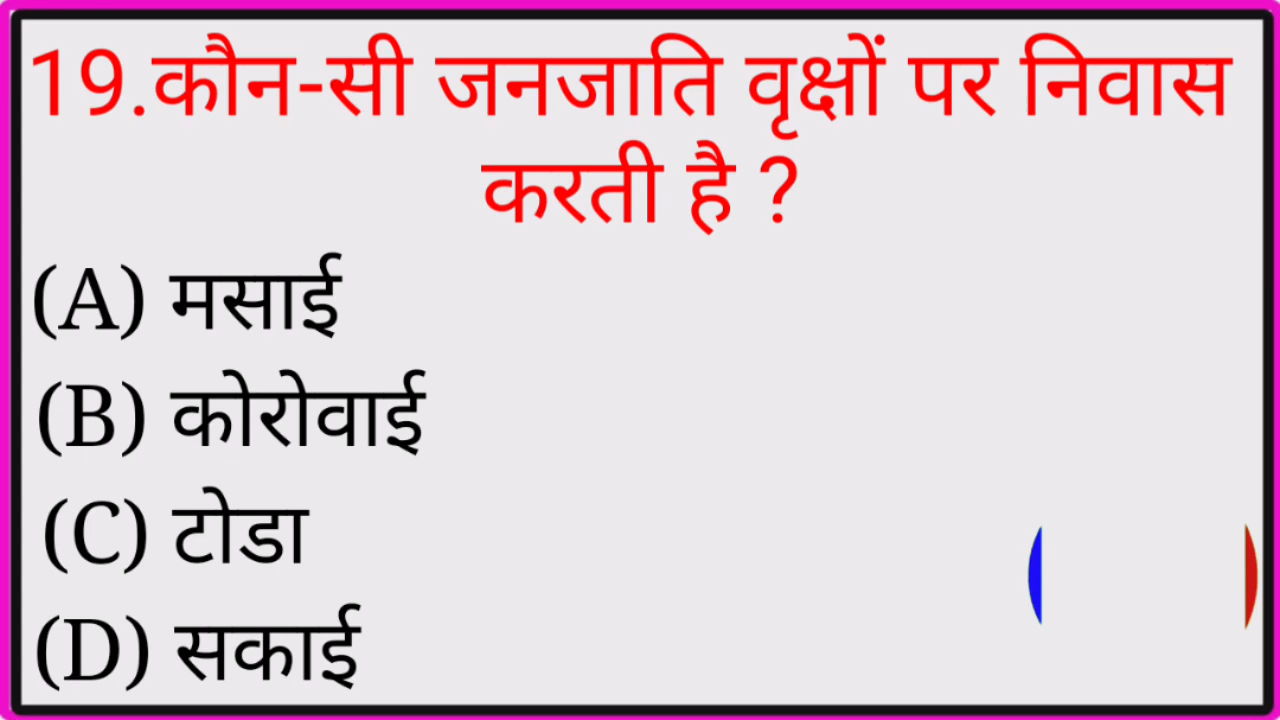 19.कौन-सी जनजाति वृक्षों पर निवास
करती है ?
(A) मसाई
(B) कोरोवाई
(C) टोडा
(D) सकाई